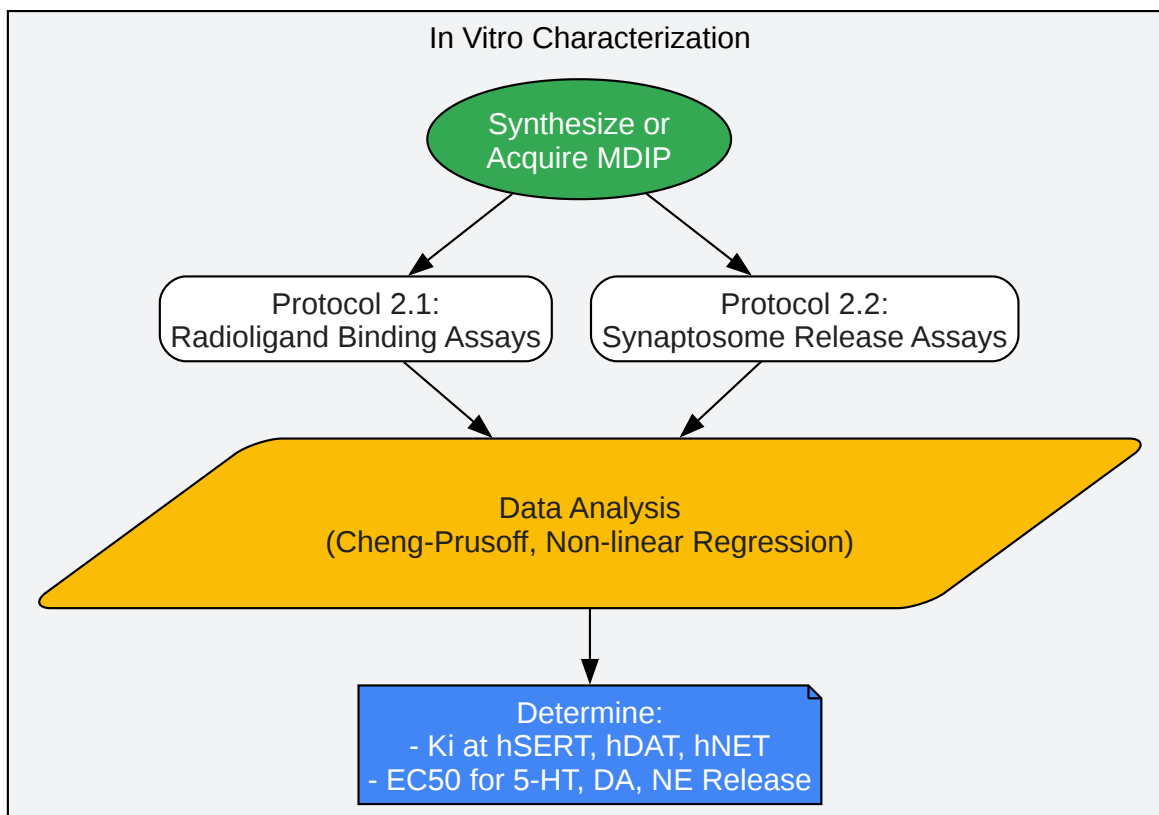 In Vitro Characterization
Synthesize or
Acquire MDIP
Protocol 2.1:
Radioligand Binding Assays
Protocol 2.2:
Synaptosome Release Assays
Data Analysis
(Cheng-Prusoff, Non-linear Regression)
Determine:
- Ki at hSERT, hDAT, hNET
- EC50 for 5-HT, DA, NE Release